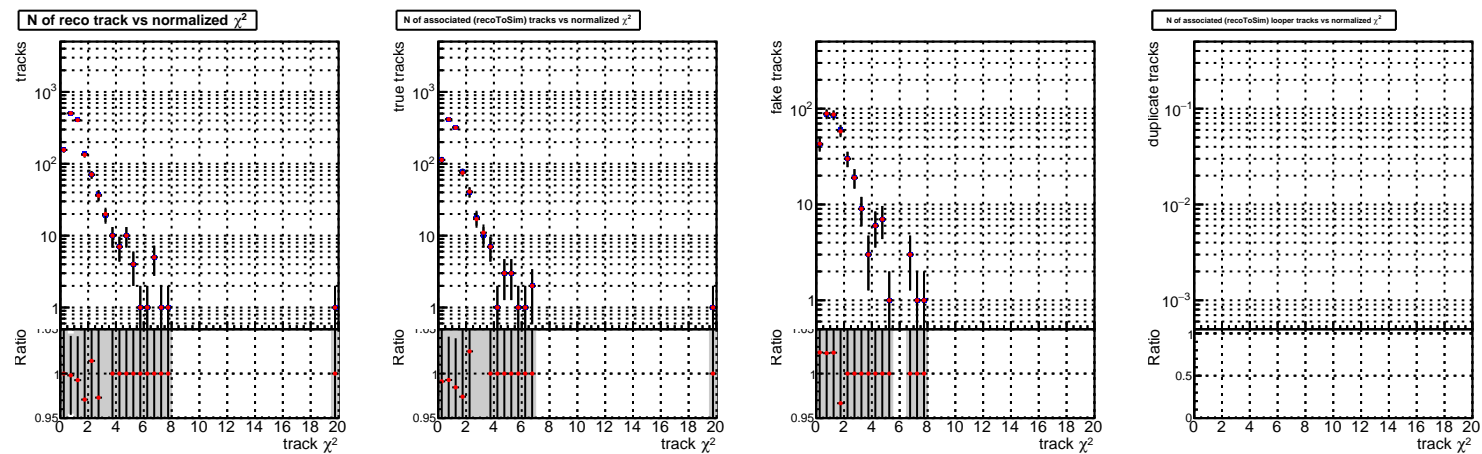 N of reco track vs normalized χ²
tracks
10³
10²
10
1
Ratio
1.05
1
0.95
0 2 4 6 8 10 12 14 16 18 20
track χ²
N of associated (recoToSim) tracks vs normalized χ²
true tracks
10³
10²
10
1
Ratio
1.05
1
0.95
0 2 4 6 8 10 12 14 16 18 20
track χ²
fake tracks
10²
10
1
Ratio
1.05
1
0.95
0 2 4 6 8 10 12 14 16 18 20
track χ²
N of associated (recoToSim) looper tracks vs normalized χ²
duplicate tracks
10⁻¹
10⁻²
10⁻³
Ratio
1
0.5
0
0 2 4 6 8 10 12 14 16 18 20
track χ²